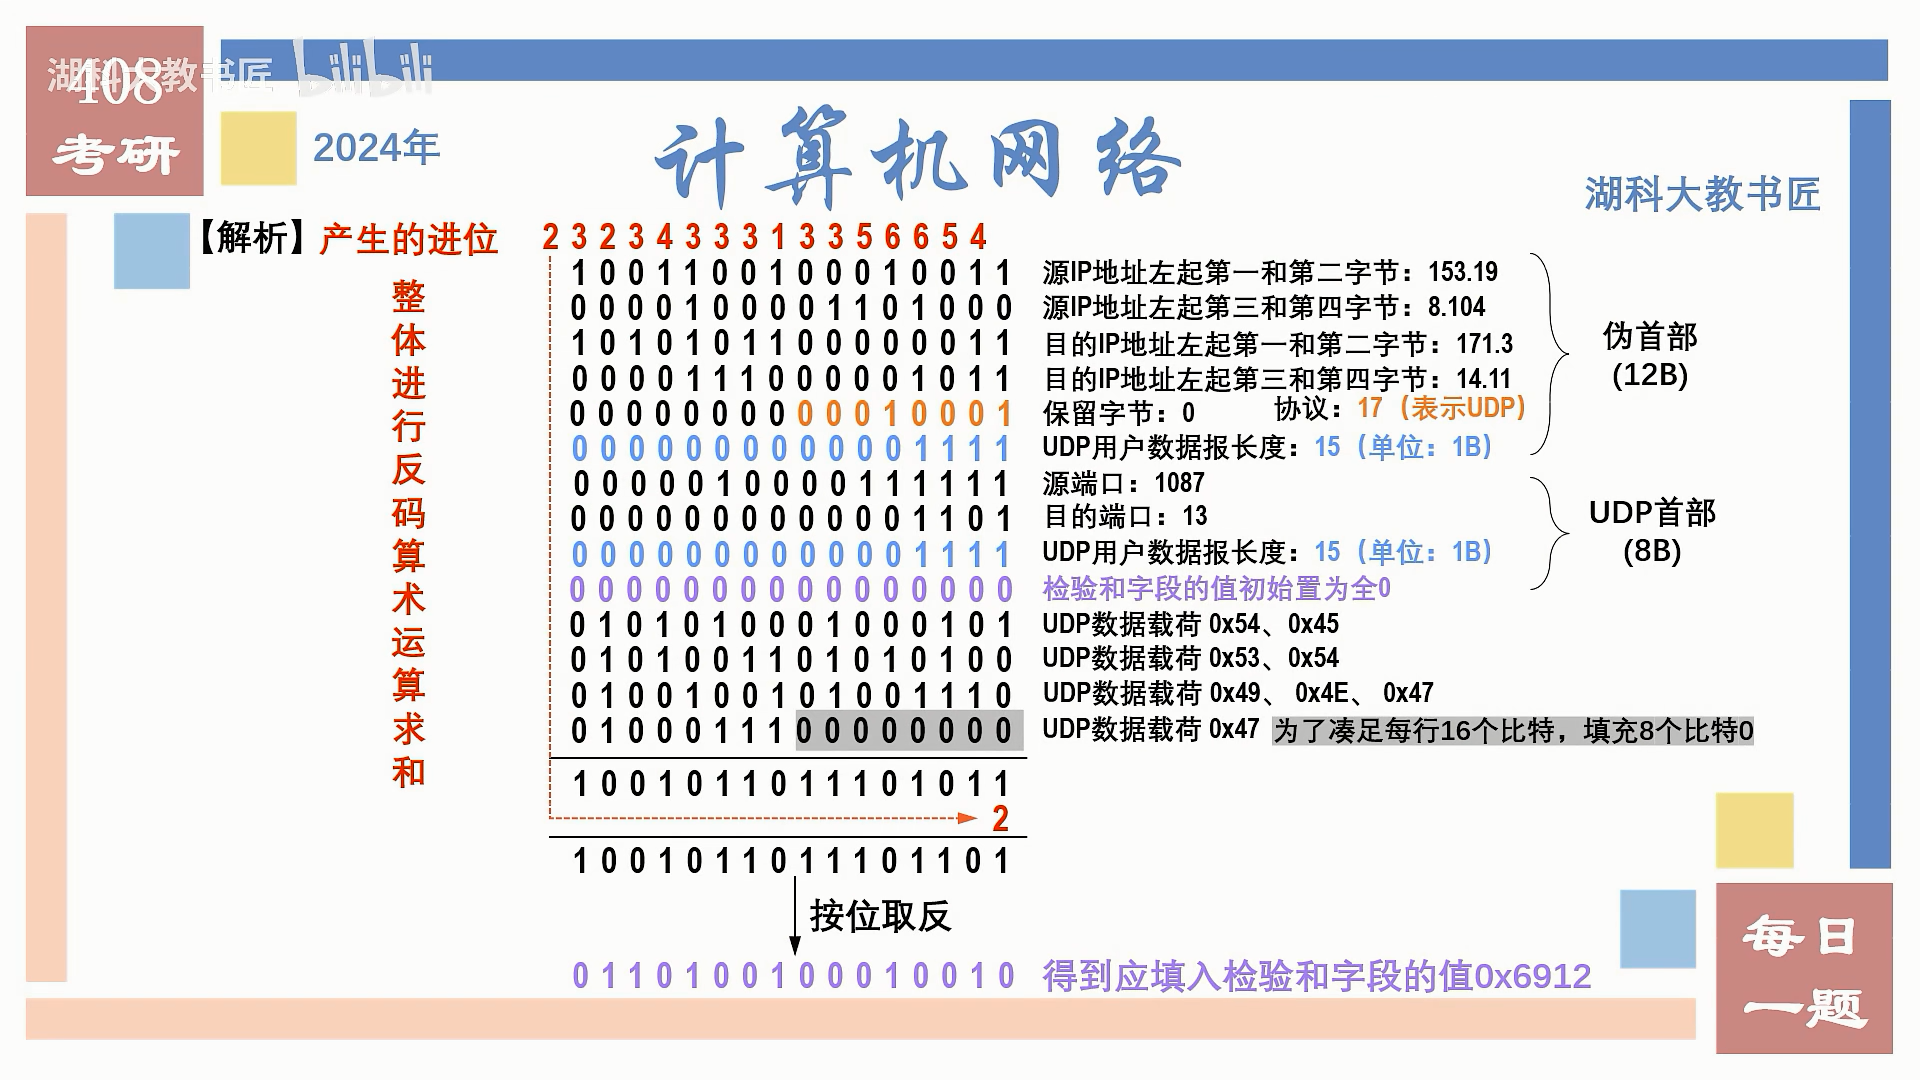 湖科大教书匠 bilibili
408
考研
2024年
计算机网络
湖科大教书匠
【解析】产生的进位 2 3 2 3 4 3 3 3 1 3 3 5 6 6 5 4
整体进行反码算术运算求和
1 0 0 1 1 0 0 1 0 0 0 1 0 0 1 1 源IP地址左起第一和第二字节：153.19
0 0 0 0 1 0 0 0 0 1 1 0 1 0 0 0 源IP地址左起第三和第四字节：8.104
1 0 1 0 1 0 1 1 0 0 0 0 0 0 1 1 目的IP地址左起第一和第二字节：171.3
0 0 0 0 1 1 1 0 0 0 0 0 1 0 1 1 目的IP地址左起第三和第四字节：14.11
0 0 0 0 0 0 0 0 0 0 0 1 0 0 0 1 保留字节：0 协议：17（表示UDP）
0 0 0 0 0 0 0 0 0 0 0 0 1 1 1 1 UDP用户数据报长度：15（单位：1B）
伪首部
(12B)
0 0 0 0 0 1 0 0 0 0 1 1 1 1 1 1 源端口：1087
0 0 0 0 0 0 0 0 0 0 0 0 1 1 0 1 目的端口：13
0 0 0 0 0 0 0 0 0 0 0 0 1 1 1 1 UDP用户数据报长度：15（单位：1B）
0 0 0 0 0 0 0 0 0 0 0 0 0 0 0 0 检验和字段的值初始置为全0
UDP首部
(8B)
0 1 0 1 0 1 0 0 0 1 0 0 0 1 0 1 UDP数据载荷 0x54、0x45
0 1 0 1 0 0 1 1 0 1 0 1 0 1 0 0 UDP数据载荷 0x53、0x54
0 1 0 0 1 0 0 1 0 1 0 0 1 1 1 0 UDP数据载荷 0x49、 0x4E、 0x47
0 1 0 0 0 1 1 1 0 0 0 0 0 0 0 0 UDP数据载荷 0x47 为了凑足每行16个比特，填充8个比特0
1 0 0 1 0 1 1 0 1 1 1 0 1 0 1 1
2
1 0 0 1 0 1 1 0 1 1 1 0 1 1 0 1
按位取反
0 1 1 0 1 0 0 1 0 0 0 1 0 0 1 0 得到应填入检验和字段的值0x6912
每日
一题